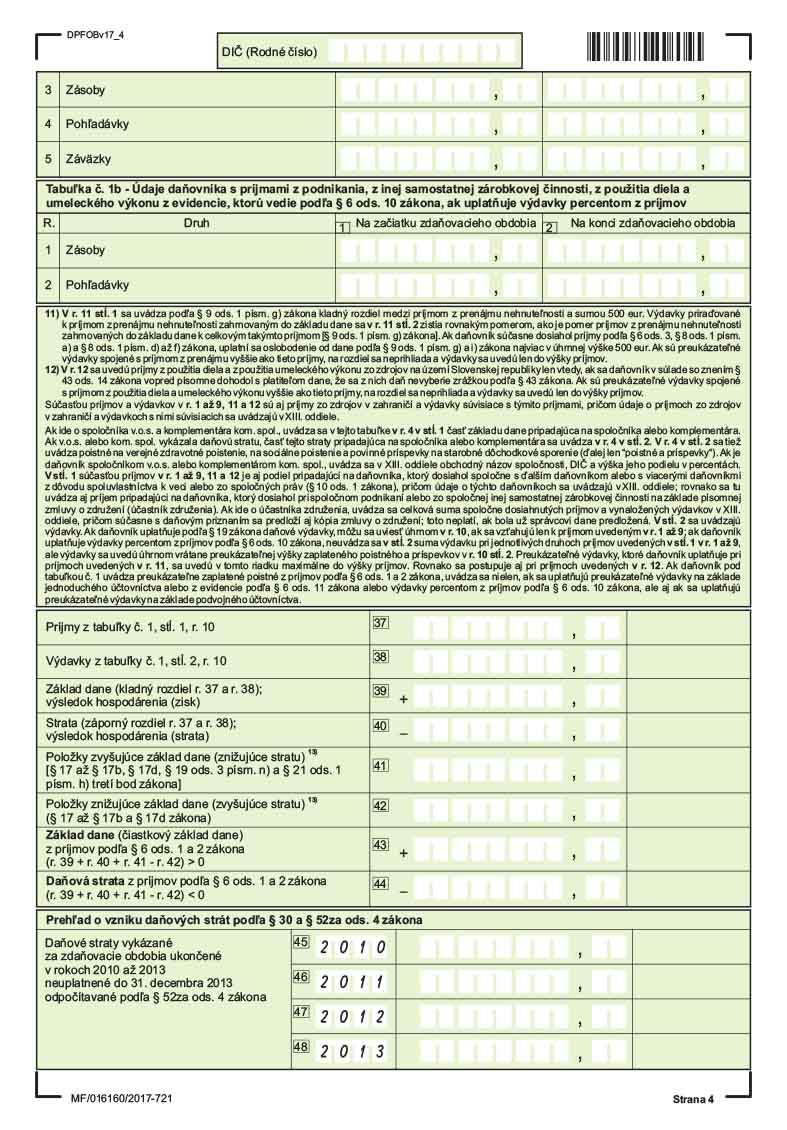 DPFOBv17_4
DIČ (Rodné číslo)
3 Zásoby , ,
4 Pohľadávky , ,
5 Záväzky , ,
Tabuľka č. 1b - Údaje daňovníka s príjmami z podnikania, z inej samostatnej zárobkovej činnosti, z použitia diela a
umeleckého výkonu z evidencie, ktorú vedie podľa § 6 ods. 10 zákona, ak uplatňuje výdavky percentom z príjmov
R. Druh 1 Na začiatku zdaňovacieho obdobia 2 Na konci zdaňovacieho obdobia
1 Zásoby , ,
2 Pohľadávky , ,
11) V r. 11 stĺ. 1 sa uvádza podľa § 9 ods. 1 písm. g) zákona kladný rozdiel medzi príjmom z prenájmu nehnuteľnosti a sumou 500 eur. Výdavky priraďované
k príjmom z prenájmu nehnuteľnosti zahrnovaným do základu dane sa v r. 11 stĺ. 2 zistia rovnakým pomerom, ako je pomer príjmov z prenájmu nehnuteľnosti
zahrnovaných do základu dane k celkovým takýmto príjmom [§ 9 ods. 1 písm. g) zákona]. Ak daňovník súčasne dosiahol príjmy podľa § 6 ods. 3, § 8 ods. 1 písm.
a) a § 8 ods. 1 písm. d) až f) zákona, uplatní sa oslobodenie od dane podľa § 9 ods. 1 písm. g) a i) zákona najviac v úhrnnej výške 500 eur. Ak sú preukázateľné
výdavky spojené s príjmom z prenájmu vyššie ako tieto príjmy, na rozdiel sa neprihliada a výdavky sa uvedú len do výšky príjmov.
12) V r. 12 sa uvedú príjmy z použitia diela a z použitia umeleckého výkonu zo zdrojov na území Slovenskej republiky len vtedy, ak sa daňovník v súlade so znením §
43 ods. 14 zákona vopred písomne dohodol s platiteľom dane, že sa z nich daň nevyberie zrážkou podľa § 43 zákona. Ak sú preukázateľné výdavky spojené
s príjmom z použitia diela a umeleckého výkonu vyššie ako tieto príjmy, na rozdiel sa neprihliada a výdavky sa uvedú len do výšky príjmov.
Súčasťou príjmov a výdavkov v r. 1 až 9, 11 a 12 sú aj príjmy zo zdrojov v zahraničí a výdavky súvisiace s týmito príjmami, pričom údaje o príjmoch zo zdrojov
v zahraničí a výdavkoch s nimi súvisiacich sa uvádzajú v XIII. oddiele.
Ak ide o spoločníka v.o.s. a komplementára kom. spol., uvádza sa v tejto tabuľke v r. 4 v stĺ. 1 časť základu dane pripadajúca na spoločníka alebo komplementára.
Ak v.o.s. alebo kom. spol. vykázala daňovú stratu, časť tejto straty pripadajúca na spoločníka alebo komplementára sa uvádza v r. 4 v stĺ. 2. V r. 4 v stĺ. 2 sa tiež
uvádza poistné na verejné zdravotné poistenie, na sociálne poistenie a povinné príspevky na starobné dôchodkové sporenie (ďalej len "poistné a príspevky"). Ak je
daňovník spoločníkom v.o.s. alebo komplementárom kom. spol., uvádza sa v XIII. oddiele obchodný názov spoločnosti, DIČ a výška jeho podielu v percentách.
V stĺ. 1 súčasťou príjmov v r. 1 až 9, 11 a 12 je aj podiel pripadajúci na daňovníka, ktorý dosiahol spoločne s ďalším daňovníkom alebo s viacerými daňovníkmi
z dôvodu spoluvlastníctva k veci alebo zo spoločných práv (§ 10 ods. 1 zákona), pričom údaje o týchto daňovníkoch sa uvádzajú v XIII. oddiele; rovnako sa tu
uvádza aj príjem pripadajúci na daňovníka, ktorý dosiahol pri spoločnom podnikaní alebo zo spoločnej inej samostatnej zárobkovej činnosti na základe písomnej
zmluvy o združení (účastník združenia). Ak ide o účastníka združenia, uvádza sa celková suma spoločne dosiahnutých príjmov a vynaložených výdavkov v XIII.
oddiele, pričom súčasne s daňovým priznaním sa predloží aj kópia zmluvy o združení; toto neplatí, ak bola už správcovi dane predložená. V stĺ. 2 sa uvádzajú
výdavky. Ak daňovník uplatňuje podľa § 19 zákona daňové výdavky, môžu sa uviesť úhrnom v r. 10, ak sa vzťahujú len k príjmom uvedeným v r. 1 až 9; ak daňovník
uplatňuje výdavky percentom z príjmov podľa § 6 ods. 10 zákona, neuvádza sa v stĺ. 2 suma výdavku pri jednotlivých druhoch príjmov uvedených v stĺ. 1 v r. 1 až 9,
ale výdavky sa uvedú úhrnom vrátane preukázateľnej výšky zaplateného poistného a príspevkov v r. 10 stĺ. 2. Preukázateľné výdavky, ktoré daňovník uplatňuje pri
príjmoch uvedených v r. 11, sa uvedú v tomto riadku maximálne do výšky príjmov. Rovnako sa postupuje aj pri príjmoch uvedených v r. 12. Ak daňovník pod
tabuľkou č. 1 uvádza preukázateľne zaplatené poistné z príjmov podľa § 6 ods. 1 a 2 zákona, uvádza sa nielen, ak sa uplatňujú preukázateľné výdavky na základe
jednoduchého účtovníctva alebo z evidencie podľa § 6 ods. 11 zákona alebo výdavky percentom z príjmov podľa § 6 ods. 10 zákona, ale aj ak sa uplatňujú
preukázateľné výdavky na základe podvojného účtovníctva.
Príjmy z tabuľky č. 1, stĺ. 1, r. 10 37 ,
Výdavky z tabuľky č. 1, stĺ. 2, r. 10 38 ,
Základ dane (kladný rozdiel r. 37 a r. 38);
výsledok hospodárenia (zisk) 39 + ,
Strata (záporný rozdiel r. 37 a r. 38);
výsledok hospodárenia (strata) 40 – ,
Položky zvyšujúce základ dane (znižujúce stratu) 13)
[§ 17 až § 17b, § 17d, § 19 ods. 3 písm. n) a § 21 ods. 1
písm. h) tretí bod zákona] 41 ,
Položky znižujúce základ dane (zvyšujúce stratu) 13)
(§ 17 až § 17b a § 17d zákona) 42 ,
Základ dane (čiastkový základ dane)
z príjmov podľa § 6 ods. 1 a 2 zákona
(r. 39 + r. 40 + r. 41 - r. 42) > 0 43 + ,
Daňová strata z príjmov podľa § 6 ods. 1 a 2 zákona
(r. 39 + r. 40 + r. 41 - r. 42) < 0 44 – ,
Prehľad o vzniku daňových strát podľa § 30 a § 52za ods. 4 zákona
Daňové straty vykázané
za zdaňovacie obdobia ukončené
v rokoch 2010 až 2013
neuplatnené do 31. decembra 2013
odpočítavané podľa § 52za ods. 4 zákona
45 2010 ,
46 2011 ,
47 2012 ,
48 2013 ,
MF/016160/2017-721
Strana 4